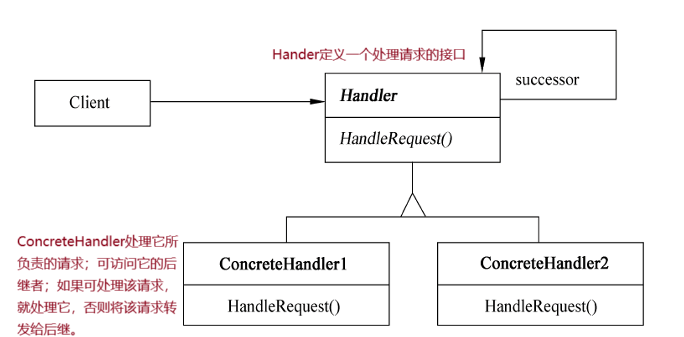 Hander定义一个处理请求的接口
successor
Client
Handler
HandleRequest()
ConcreteHandler处理它所
负责的请求；可访问它的后
继者；如果可处理该请求，
就处理它，否则将该请求转
发给后继。
ConcreteHandler1
HandleRequest()
ConcreteHandler2
HandleRequest()